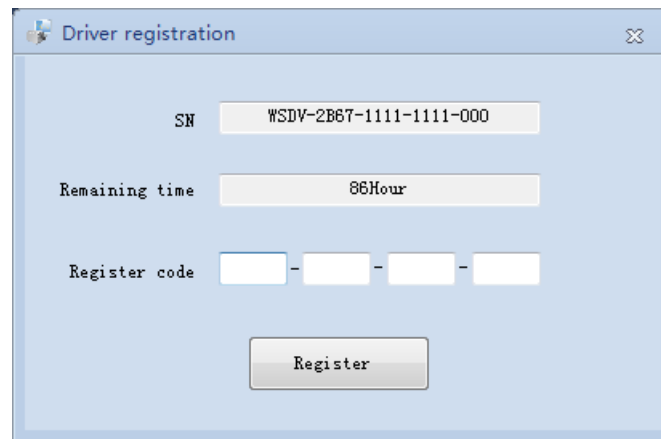 Driver registration
SN WSDV-2B67-1111-1111-000
Remaining time 86Hour
Register code - - -
Register